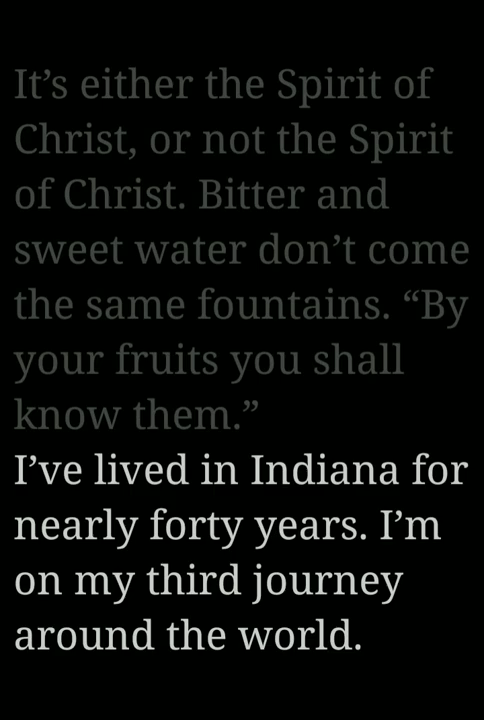 It’s either the Spirit of
Christ, or not the Spirit
of Christ. Bitter and
sweet water don’t come
the same fountains. “By
your fruits you shall
know them.”
I’ve lived in Indiana for
nearly forty years. I’m
on my third journey
around the world.